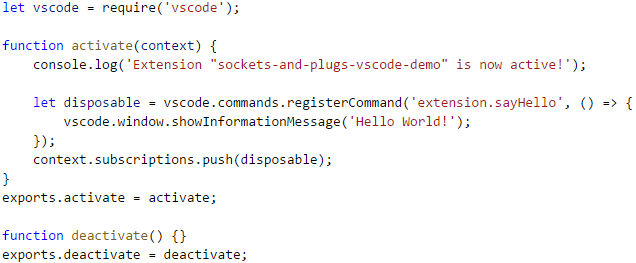 let vscode = require('vscode');

function activate(context) {
    console.log('Extension "sockets-and-plugs-vscode-demo" is now active!');

    let disposable = vscode.commands.registerCommand('extension.sayHello', () => {
        vscode.window.showInformationMessage('Hello World!');
    });
    context.subscriptions.push(disposable);
}
exports.activate = activate;

function deactivate() {}
exports.deactivate = deactivate;